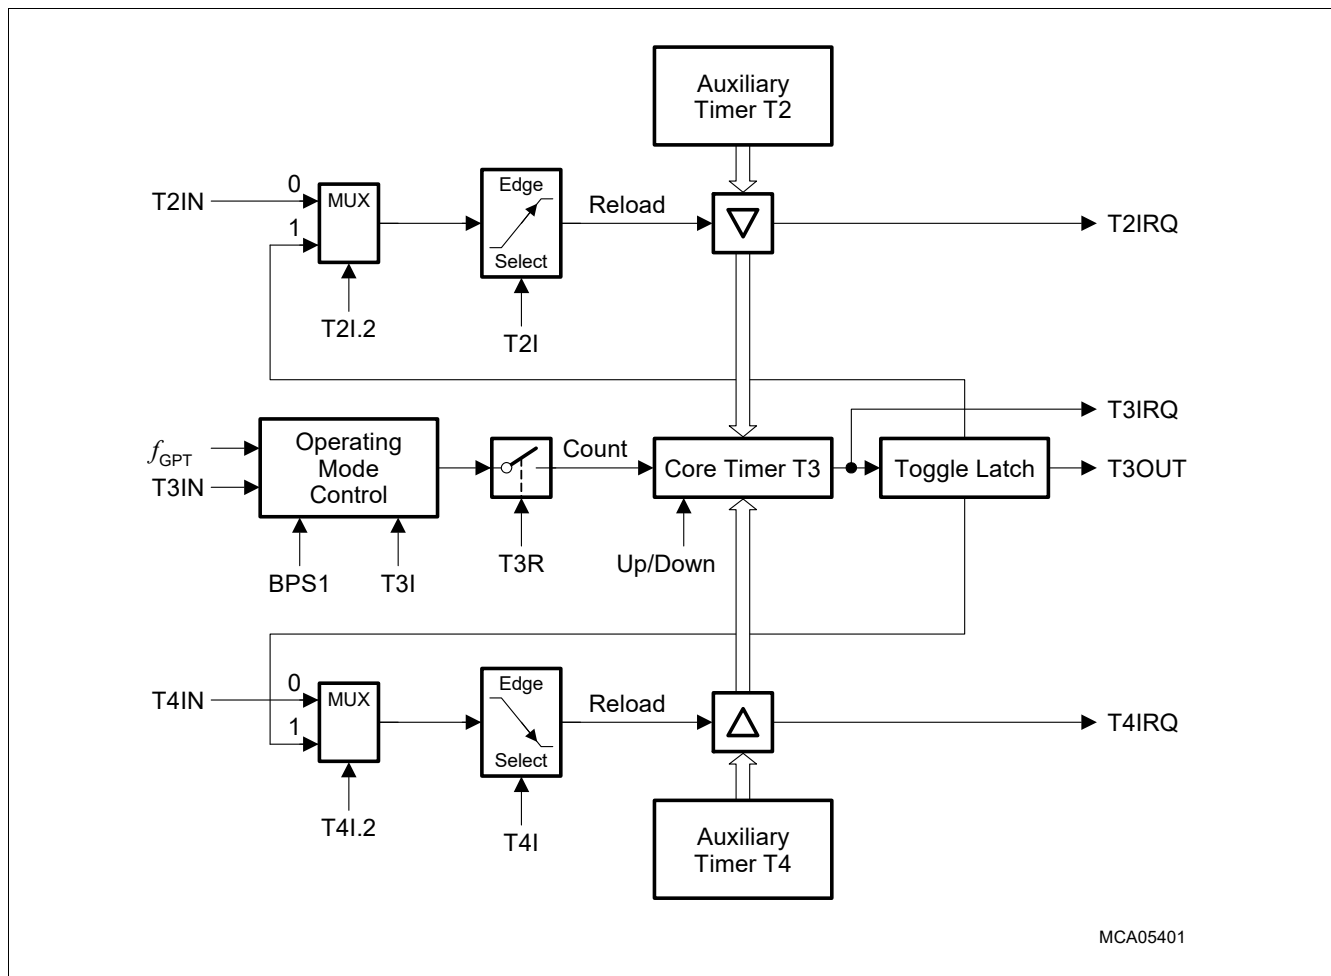 Auxiliary
Timer T2
T2IN
0
1
MUX
T2I.2
Edge
Select
T2I
Reload
T2IRQ
T3IRQ
fGPT
T3IN
Operating
Mode
Control
BPS1
T3I
T3R
Count
Core Timer T3
Up/Down
Toggle Latch
T3OUT
T4IN
0
1
MUX
T4I.2
Edge
Select
T4I
Reload
T4IRQ
Auxiliary
Timer T4
MCA05401